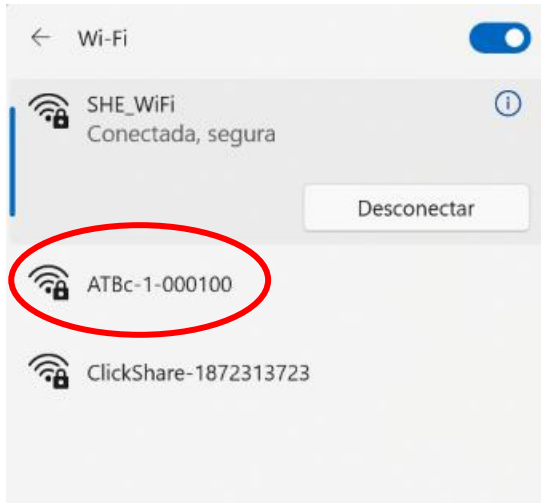 Wi-Fi
SHE_WiFi
Conectada, segura
Desconectar
ATBc-1-000100
ClickShare-1872313723